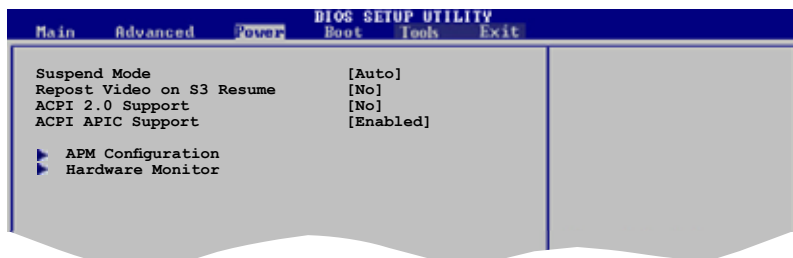 BIOS SETUP UTILITY
Main Advanced Power Boot Tools Exit
Suspend Mode [Auto]
Repost Video on S3 Resume [No]
ACPI 2.0 Support [No]
ACPI APIC Support [Enabled]
APM Configuration
Hardware Monitor